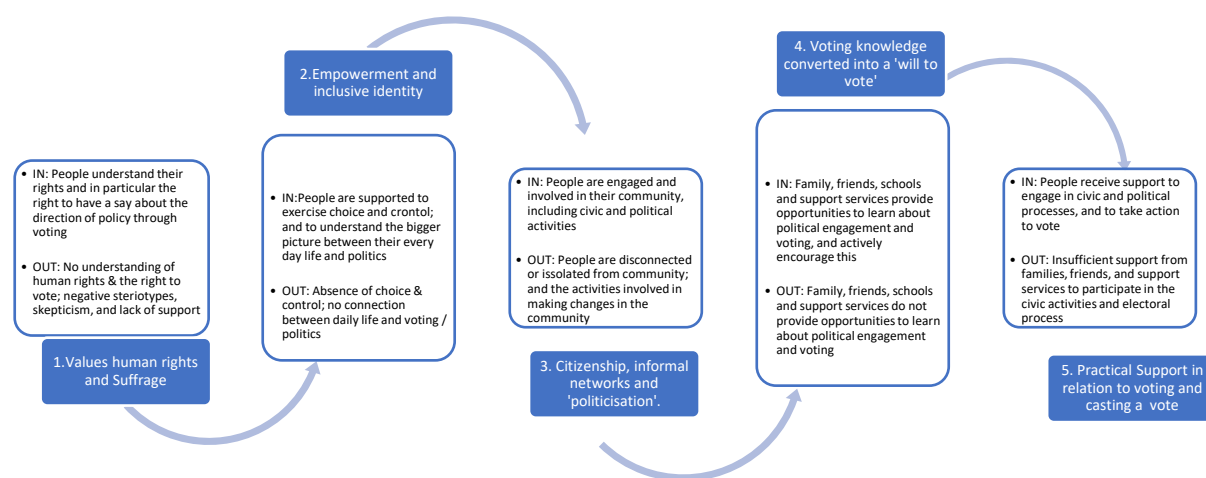 • IN: People understand their
rights and in particular the
right to have a say about the
direction of policy through
voting
• OUT: No understanding of
human rights & the right to
vote; negative steriotypes,
skepticism, and lack of support
1.Values human rights
and Suffrage
2.Empowerment and
inclusive identity
• IN:People are supported to
exercise choice and crontol;
and to understand the bigger
picture between their every
day life and politics
• OUT: Absence of choice &
control; no connection
between daily life and voting /
politics
• IN: People are engaged and
involved in their community,
including civic and political
activities
• OUT: People are disconnected
or issolated from community;
and the activities involved in
making changes in the
community
3. Citizenship, informal
networks and
'politicisation'.
4. Voting knowledge
converted into a 'will to
vote'
• IN: Family, friends, schools
and support services provide
opportunities to learn about
political engagement and
voting, and actively
encourage this
• OUT: Family, friends, schools
and support services do not
provide opportunities to learn
about political engagement
and voting
• IN: People receive support to
engage in civic and political
processes, and to take action
to vote
• OUT: Insufficient support from
families, friends, and support
services to participate in the
civic activities and electoral
process
5. Practical Support in
relation to voting and
casting a vote